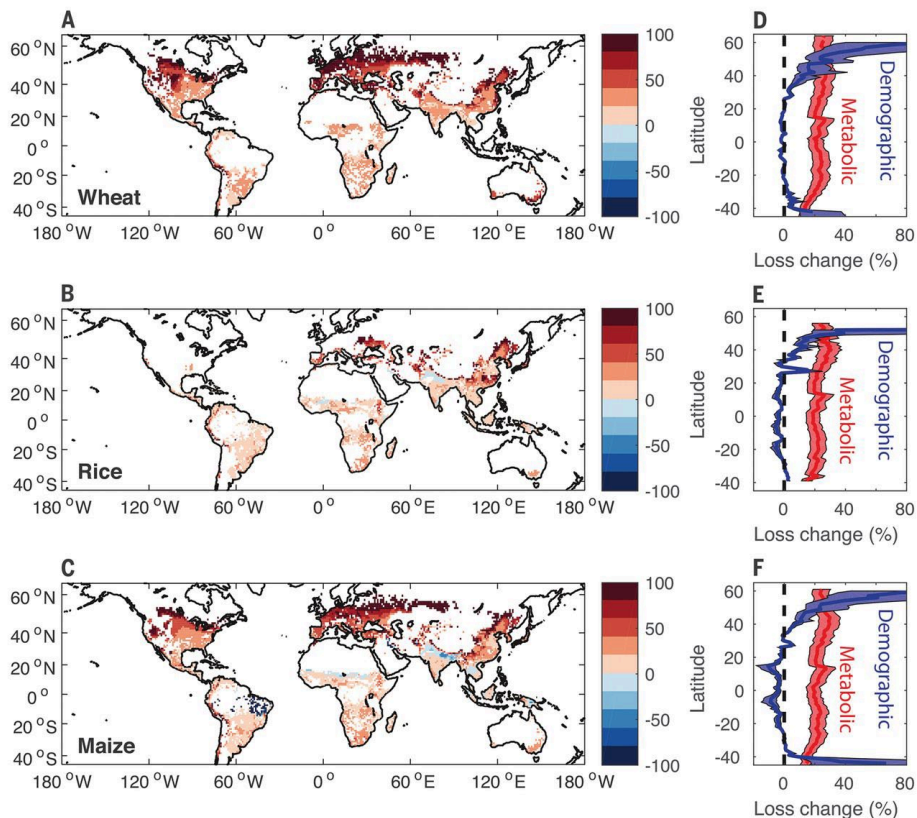 A
60 °N
40 °N
20 °N
0 °
20 °S
40 °S
Wheat
180 °W
120 °W
60 °W
0 °
60 °E
120 °E
180 °W
100
50
0
-50
-100
D
Latitude
60
40
20
0
-20
-40
Demographic
Metabolic
0
40
80
Loss change (%)
B
60 °N
40 °N
20 °N
0 °
20 °S
40 °S
Rice
180 °W
120 °W
60 °W
0 °
60 °E
120 °E
180 °W
100
50
0
-50
-100
E
Latitude
60
40
20
0
-20
-40
Demographic
Metabolic
0
40
80
Loss change (%)
C
60 °N
40 °N
20 °N
0 °
20 °S
40 °S
Maize
180 °W
120 °W
60 °W
0 °
60 °E
120 °E
180 °W
100
50
0
-50
-100
F
Latitude
60
40
20
0
-20
-40
Demographic
Metabolic
0
40
80
Loss change (%)